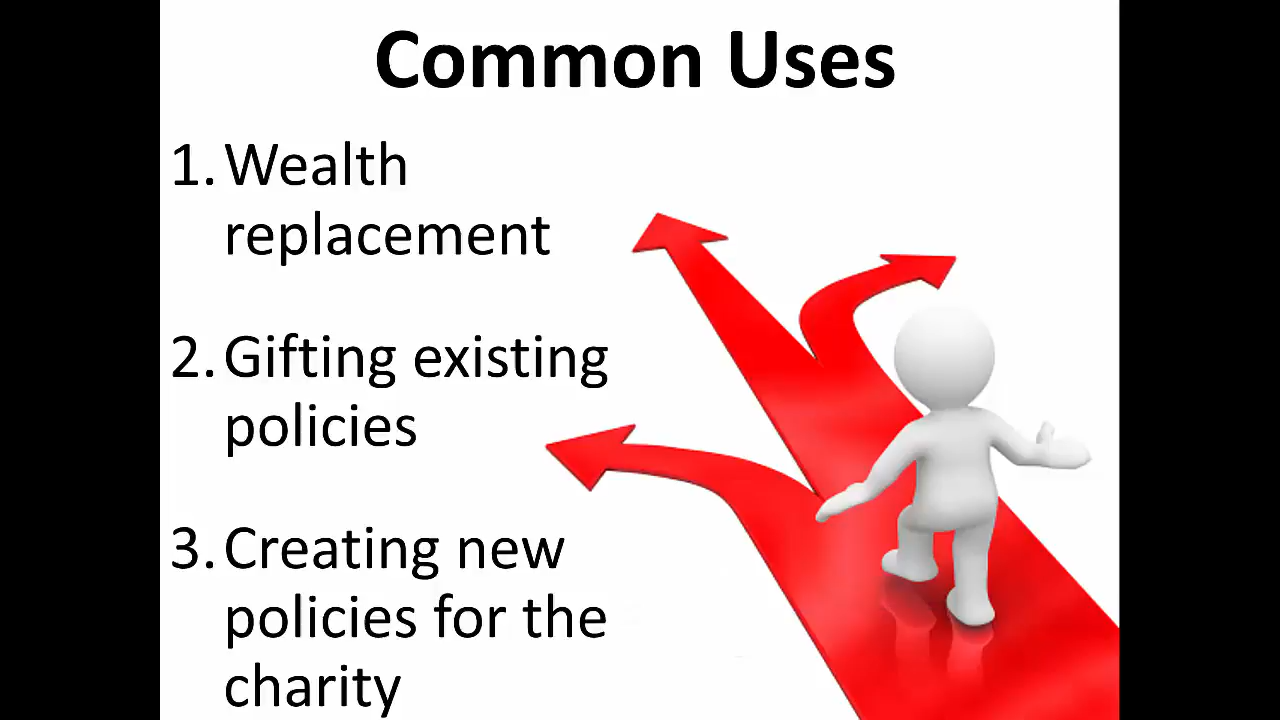 Common Uses
1. Wealth
replacement
2. Gifting existing
policies
3. Creating new
policies for the
charity